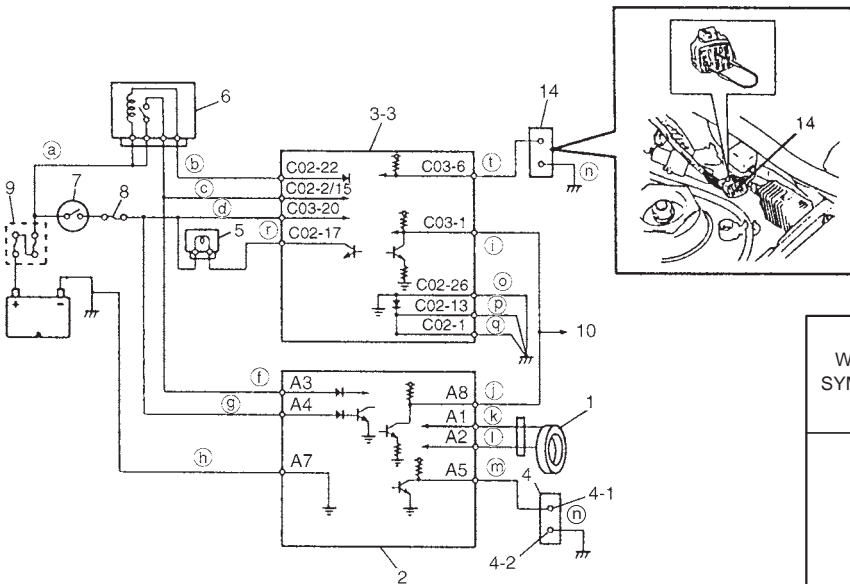 6
3-3
14
14
a
b
C02-22
C03-6
t
n
9
7
8
c
C02-2/15
d
C03-20
C03-1
5
r
C02-17
i
C02-26
o
C02-13
p
C02-1
q
10
+
-
f
A3
A8
j
g
A4
A1
k
1
A2
l
h
A7
A5
m
4
4-1
n
4-2
2
W
SYM